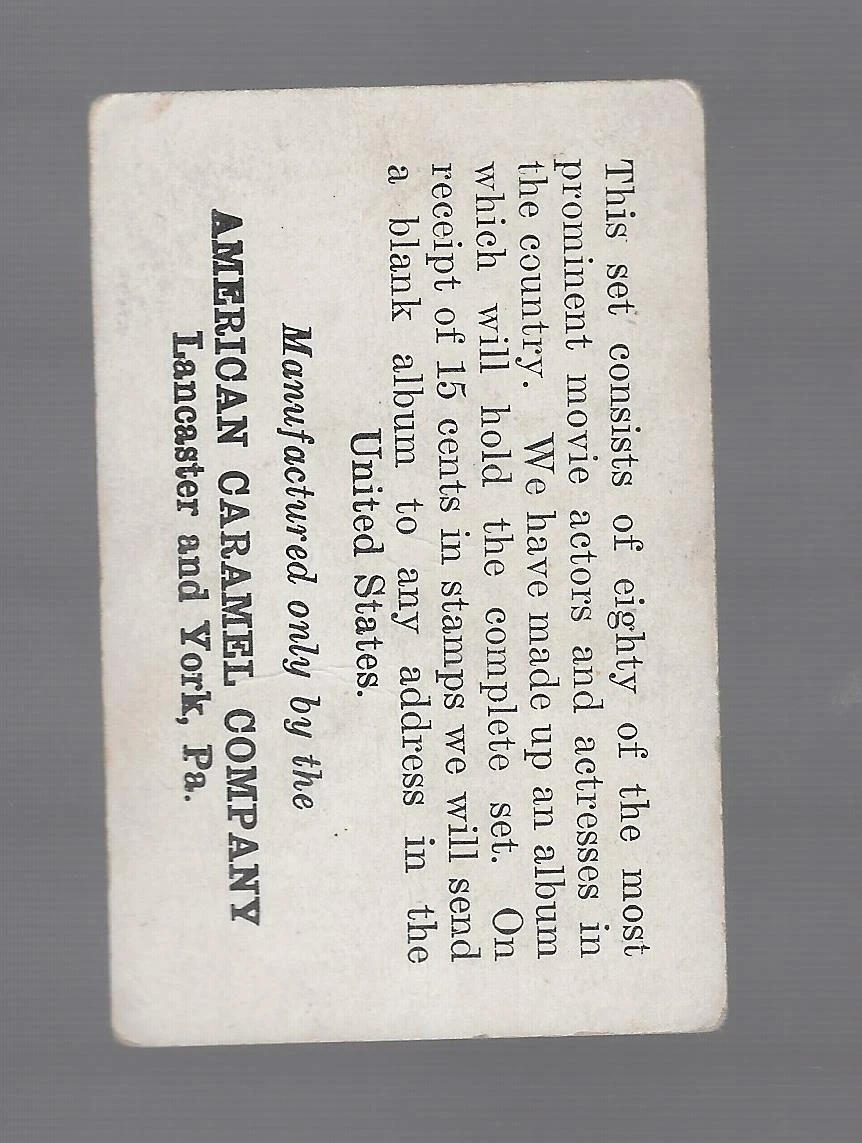 This set consists of eighty of the most
prominent movie actors and actresses in
the country. We have made up an album
which will hold the complete set. On
receipt of 15 cents in stamps we will send
a blank album to any address in the
United States.
Manufactured only by the
AMERICAN CARAMEL COMPANY
Lancaster and York, Pa.